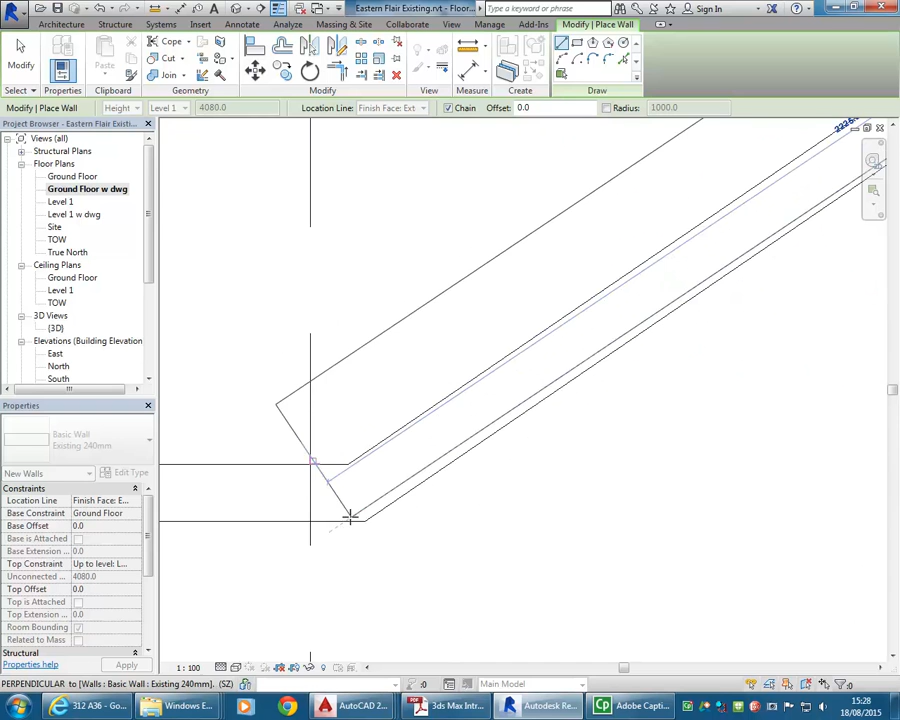 Eastern Flair Existing.rvt - Floor...
Type a keyword or phrase
Sign In
Architecture Structure Systems Insert Annotate Analyze Massing & Site Collaborate View Manage Add-Ins Modify | Place Wall
Modify
Paste
Cope
Cut
Join
Select Properties Clipboard Geometry Modify View Measure Create Draw
Modify | Place Wall Height: Level 1 4080.0 Location Line: Finish Face: Ext Chain Offset: 0.0 Radius: 1000.0
Project Browser - Eastern Flair Existi...
Views (all)
Structural Plans
Floor Plans
Ground Floor
Ground Floor w dwg
Level 1
Level 1 w dwg
Site
TOW
True North
Ceiling Plans
Ground Floor
Level 1
TOW
3D Views
(3D)
Elevations (Building Elevation
East
North
South
Properties
Basic Wall
Existing 240mm
New Walls Edit Type
Constraints
Location Line Finish Face: E...
Base Constraint Ground Floor
Base Offset 0.0
Base is Attached
Base Extension ... 0.0
Top Constraint Up to level: L...
Unconnected ... 4080.0
Top Offset 0.0
Top is Attached
Top Extension ... 0.0
Room Bounding
Related to Mass
Structural
Properties help Apply
1 : 100
PERPENDICULAR to [Walls : Basic Wall : Existing 240mm]. (SZ)
:0
Main Model
:0
312 A36 - Goo...
Windows E...
AutoCAD 2...
3ds Max Intr...
Autodesk Re...
Adobe Capti...
15:28
18/08/2015